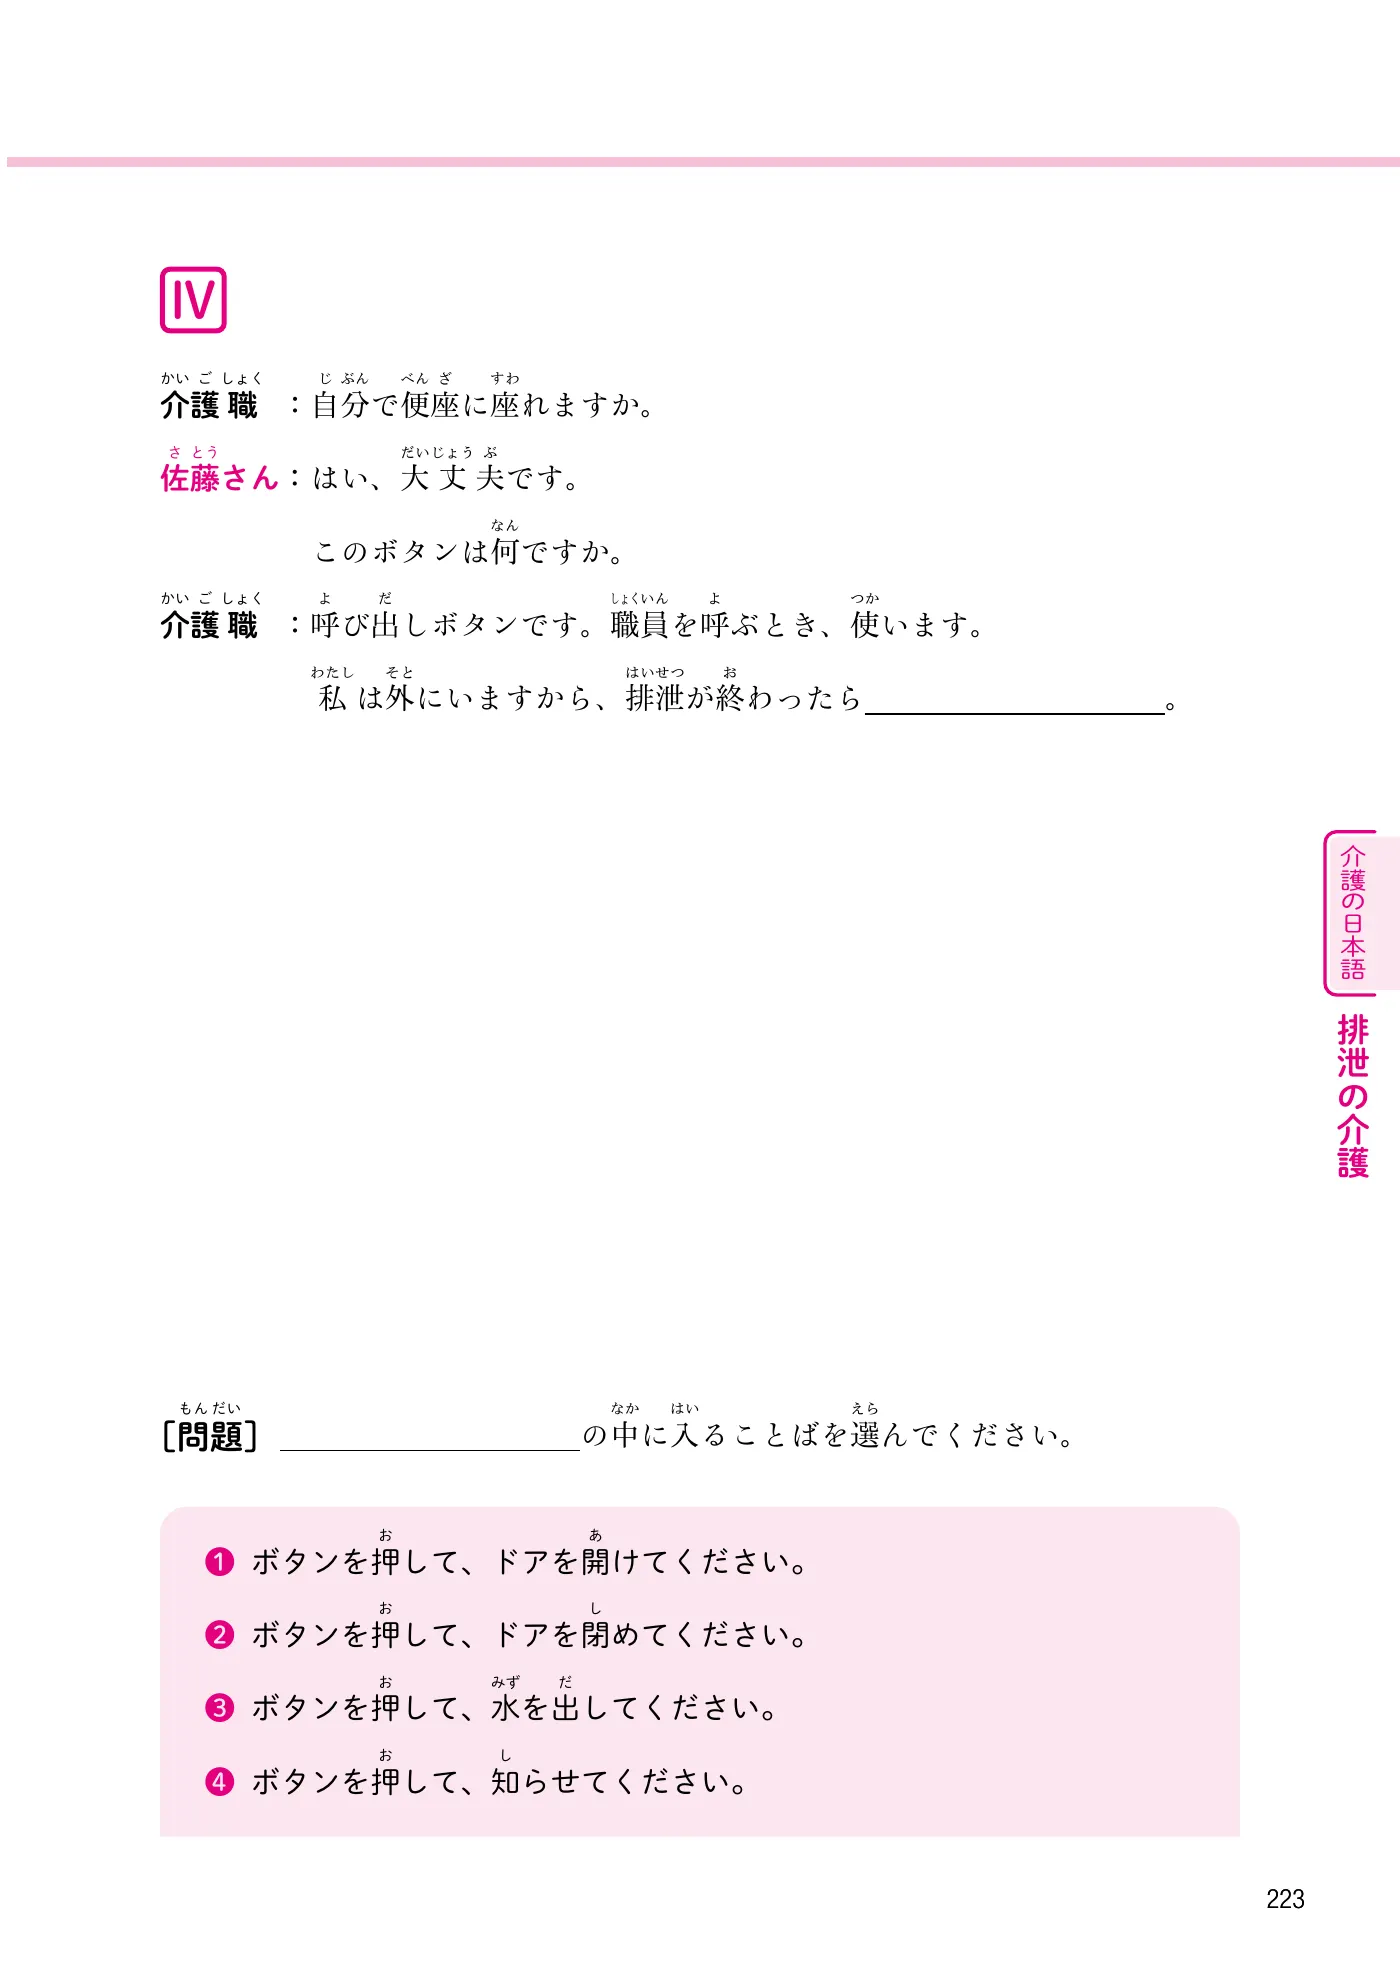 IV
介護職：自分で便座に座れますか。
佐藤さん：はい、大丈夫です。
このボタンは何ですか。
介護職：呼び出しボタンです。職員を呼ぶとき、使います。
私は外にいますから、排泄が終わったら＿＿＿＿＿＿＿＿＿＿。
介護の日本語
排泄の介護
［問題］＿＿＿＿＿＿＿＿＿＿の中に入ることばを選んでください。
❶ ボタンを押して、ドアを開けてください。
❷ ボタンを押して、ドアを閉めてください。
❸ ボタンを押して、水を出してください。
❹ ボタンを押して、知らせてください。
223